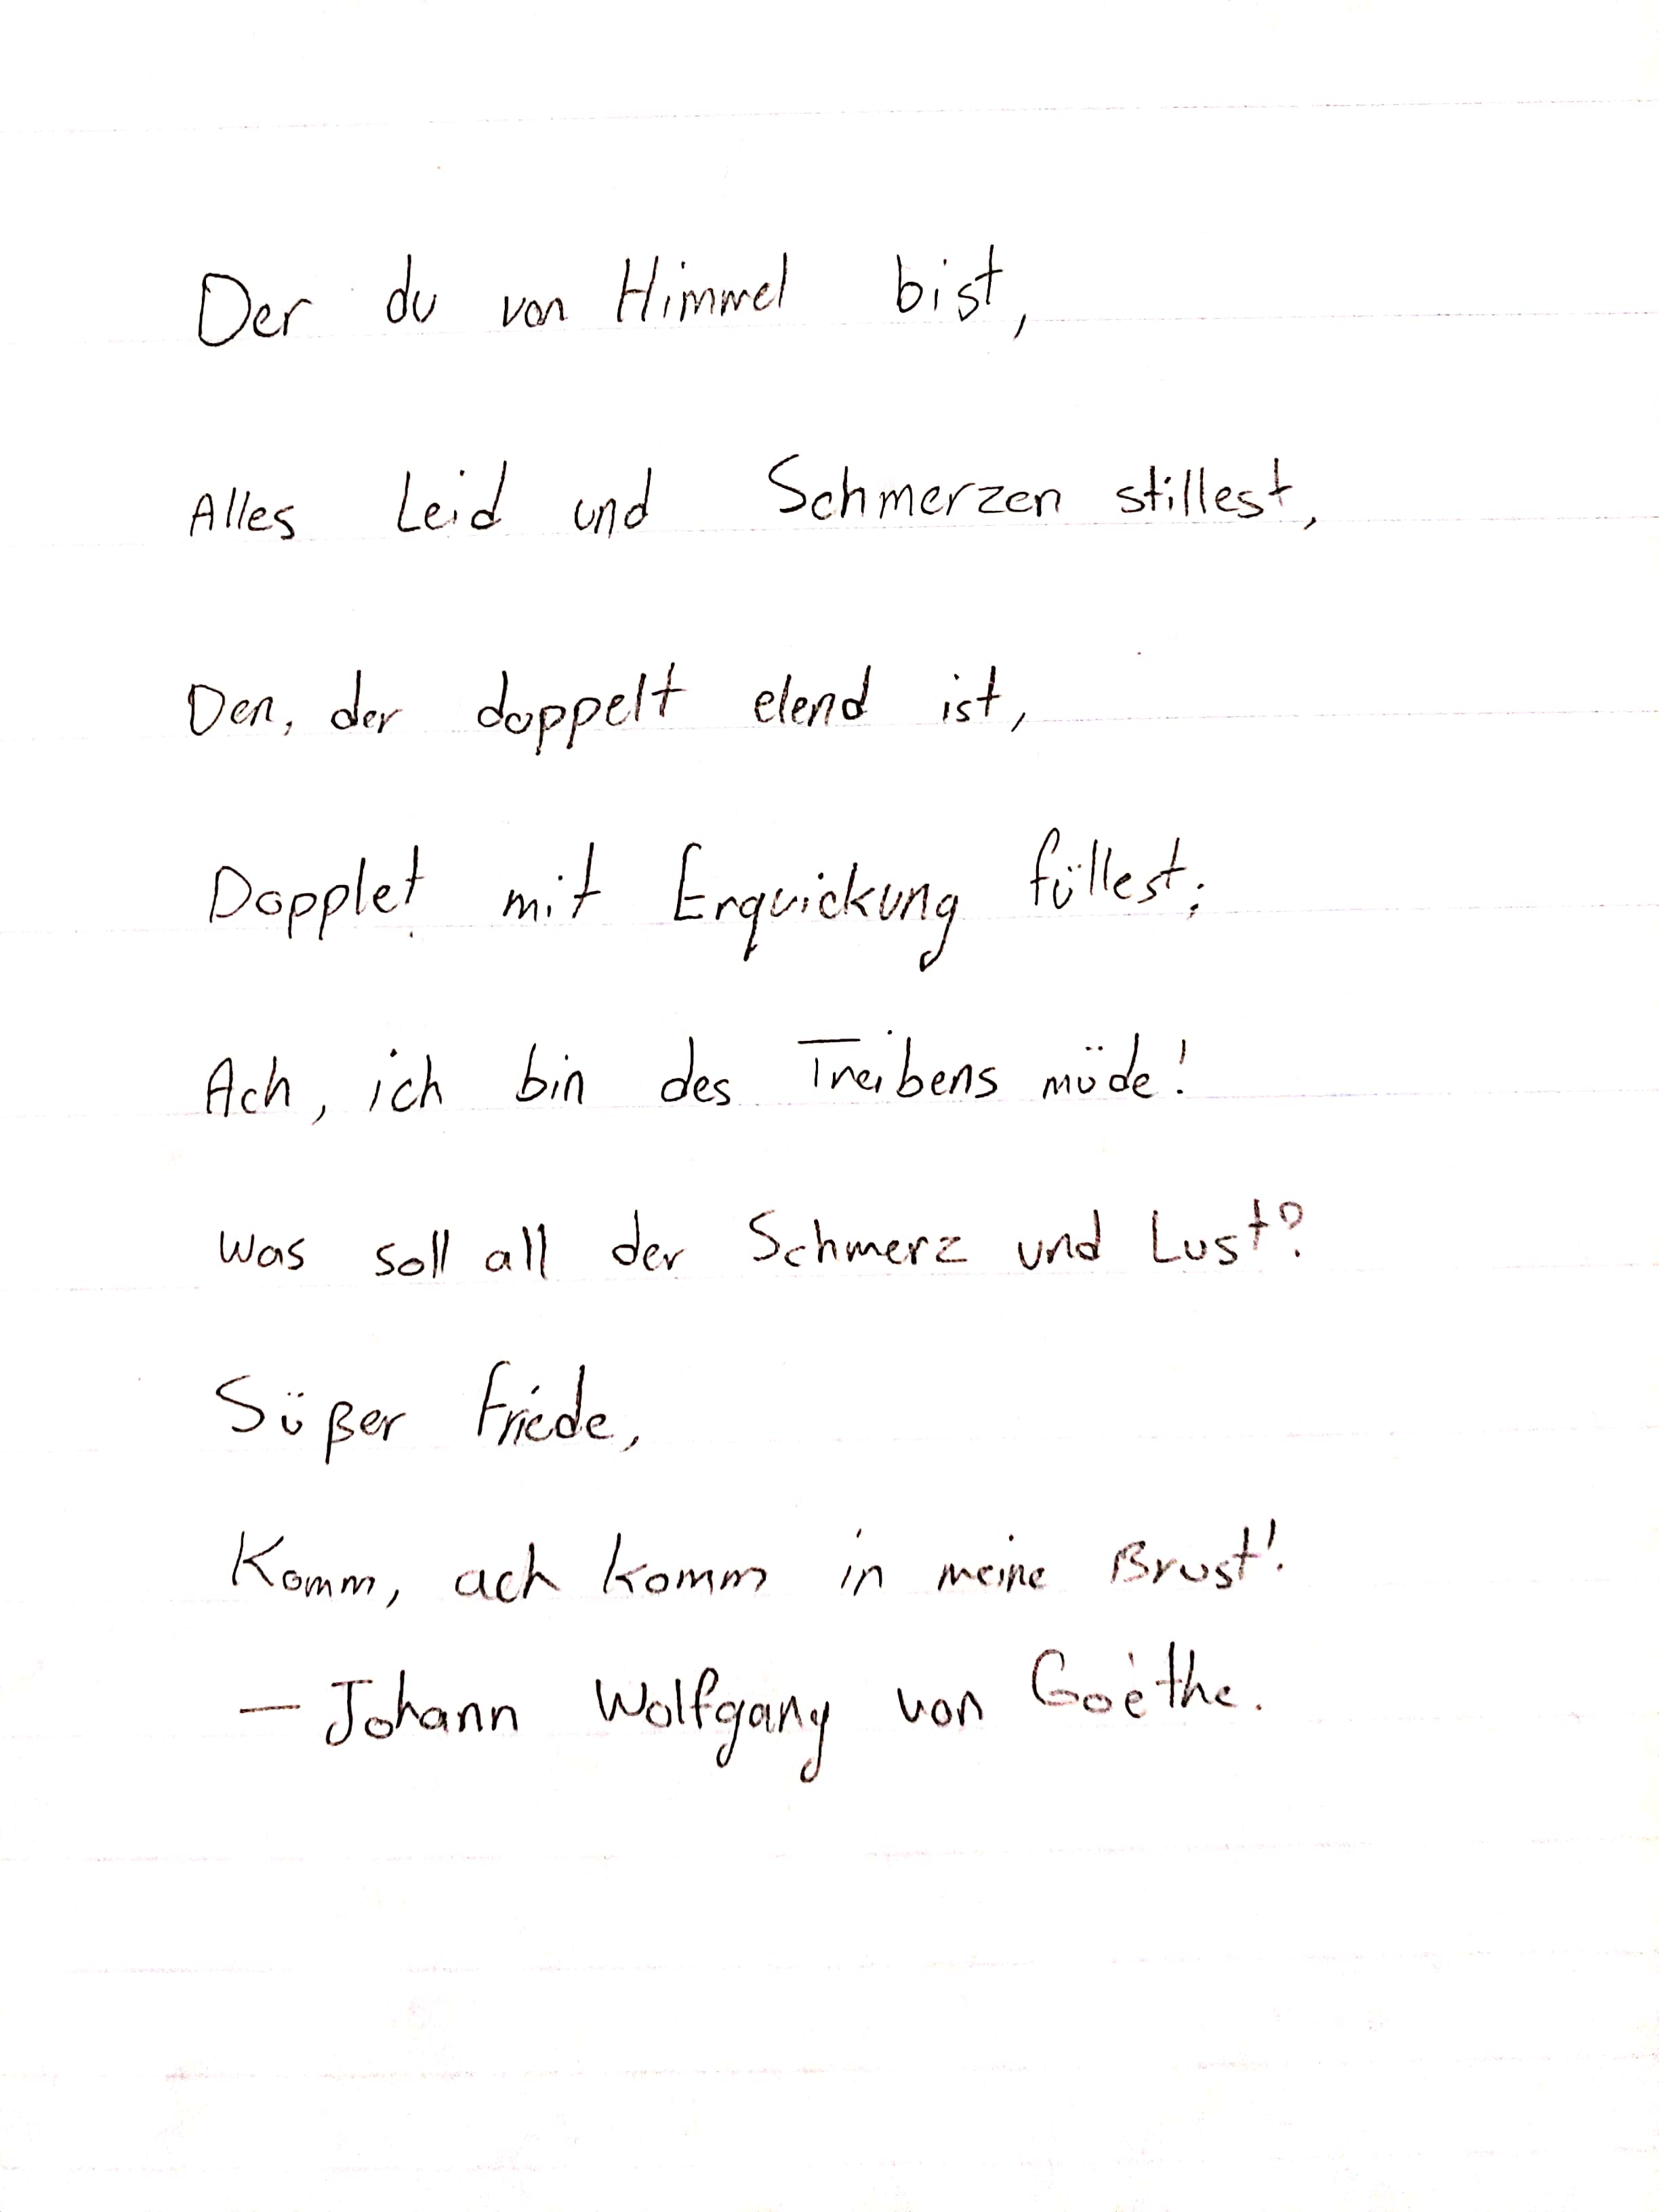 Der du von Himmel bist,
Alles Leid und Schmerzen stillest,
Den, der doppelt elend ist,
Dopplet mit Erquickung füllest;
Ach, ich bin des Treibens müde!
Was soll all der Schmerz und Lust?
Süßer Friede,
Komm, ach komm in meine Brust!
— Johann Wolfgang von Goethe.